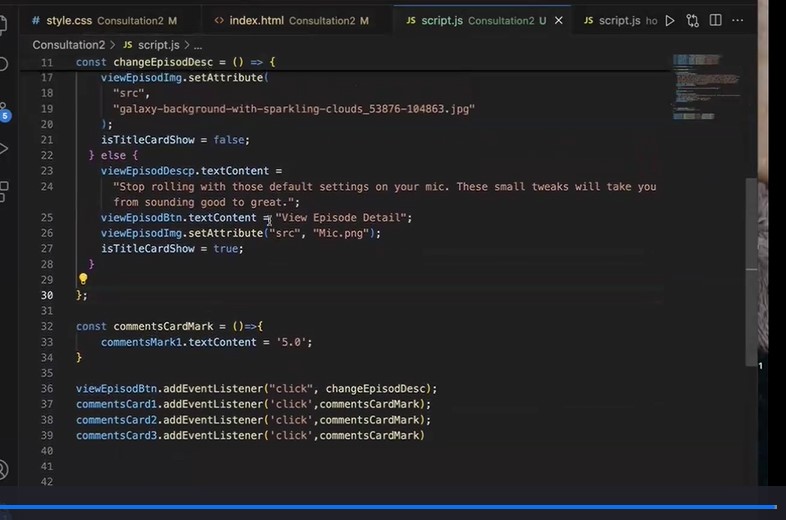 style.css Consultation2 M
index.html Consultation2 M
script.js Consultation2 U
script.js ho
Consultation2 > script.js > ...
11 const changeEpisodDesc = () => {
17 viewEpisodImg.setAttribute(
18 "src",
19 "galaxy-background-with-sparkling-clouds_53876-104863.jpg"
20 );
21 isTitleCardShow = false;
22 } else {
23 viewEpisodDescp.textContent =
24 "Stop rolling with those default settings on your mic. These small tweaks will take you
from sounding good to great.";
25 viewEpisodBtn.textContent = "View Episode Detail";
26 viewEpisodImg.setAttribute("src", "Mic.png");
27 isTitleCardShow = true;
28 }
29
30 };
31
32 const commentsCardMark = ()=>{
33 commentsMark1.textContent = '5.0';
34 }
35
36 viewEpisodBtn.addEventListener("click", changeEpisodDesc);
37 commentsCard1.addEventListener('click',commentsCardMark);
38 commentsCard2.addEventListener('click',commentsCardMark);
39 commentsCard3.addEventListener('click',commentsCardMark)
40
41
42
5
1